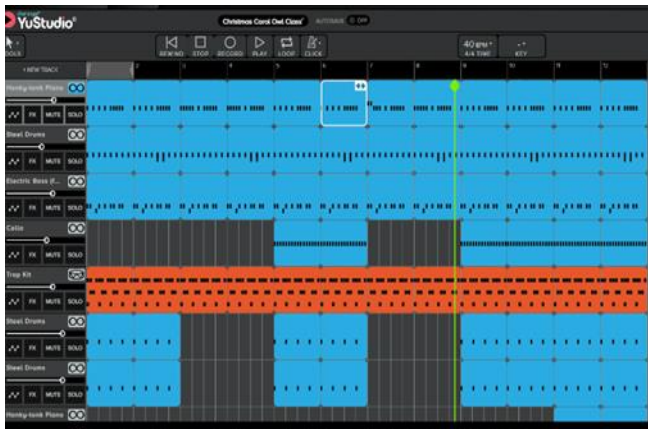 YuStudio®
Christmas Carol Owl Class* AUTOSAVE OFF
TOOLS REWIND STOP RECORD PLAY LOOP CLICK
40 BPM
4/4 TIME KEY
+ NEW TRACK 2 3 4 5 6 7 8 9 10 11 12
Honky-tonk Piano
FX MUTE SOLO
Steel Drums
FX MUTE SOLO
Electric Bass (f...
FX MUTE SOLO
Cello
FX MUTE SOLO
Trap Kit
FX MUTE SOLO
Steel Drums
FX MUTE SOLO
Steel Drums
FX MUTE SOLO
Honky-tonk Piano